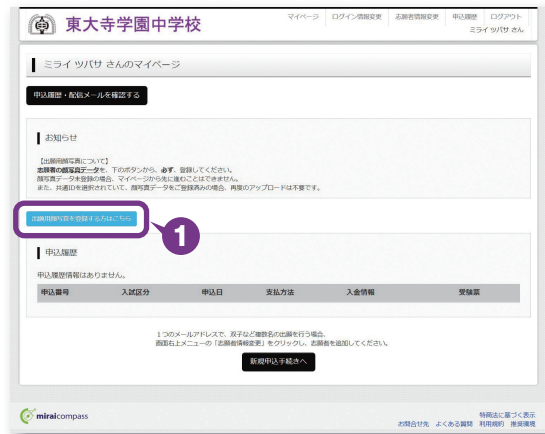 東大寺学園中学校
マイページ ログイン情報変更 志願者情報変更 申込履歴 ログアウト
ミライ ツバサ さん
ミライ ツバサ さんのマイページ
申込履歴・配信メールを確認する
お知らせ
【出願用顔写真について】
志願者の顔写真データを、下のボタンから、必ず、登録してください。
顔写真データ未登録の場合、マイページから先に進むことはできません。
また、共通IDを選択されていて、顔写真データをご登録済みの場合、再度のアップロードは不要です。
出願用顔写真を登録する方はこちら
1
申込履歴
申込履歴情報はありません。
申込番号 入試区分 申込日 支払方法 入金情報 受験票
1つのメールアドレスで、双子など複数名の出願を行う場合、
画面右上メニューの「志願者情報変更」をクリックし、志願者を追加してください。
新規申込手続きへ
miraicompass
特商法に基づく表示
お問合せ先 よくある質問 利用規約 推奨環境